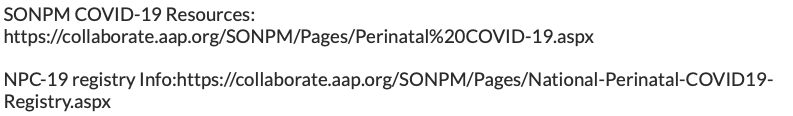 SONPM COVID-19 Resources:
https://collaborate.aap.org/SONPM/Pages/Perinatal%20COVID-19.aspx
NPC-19 registry Info:https://collaborate.aap.org/SONPM/Pages/National-Perinatal-COVID19-
Registry.aspx